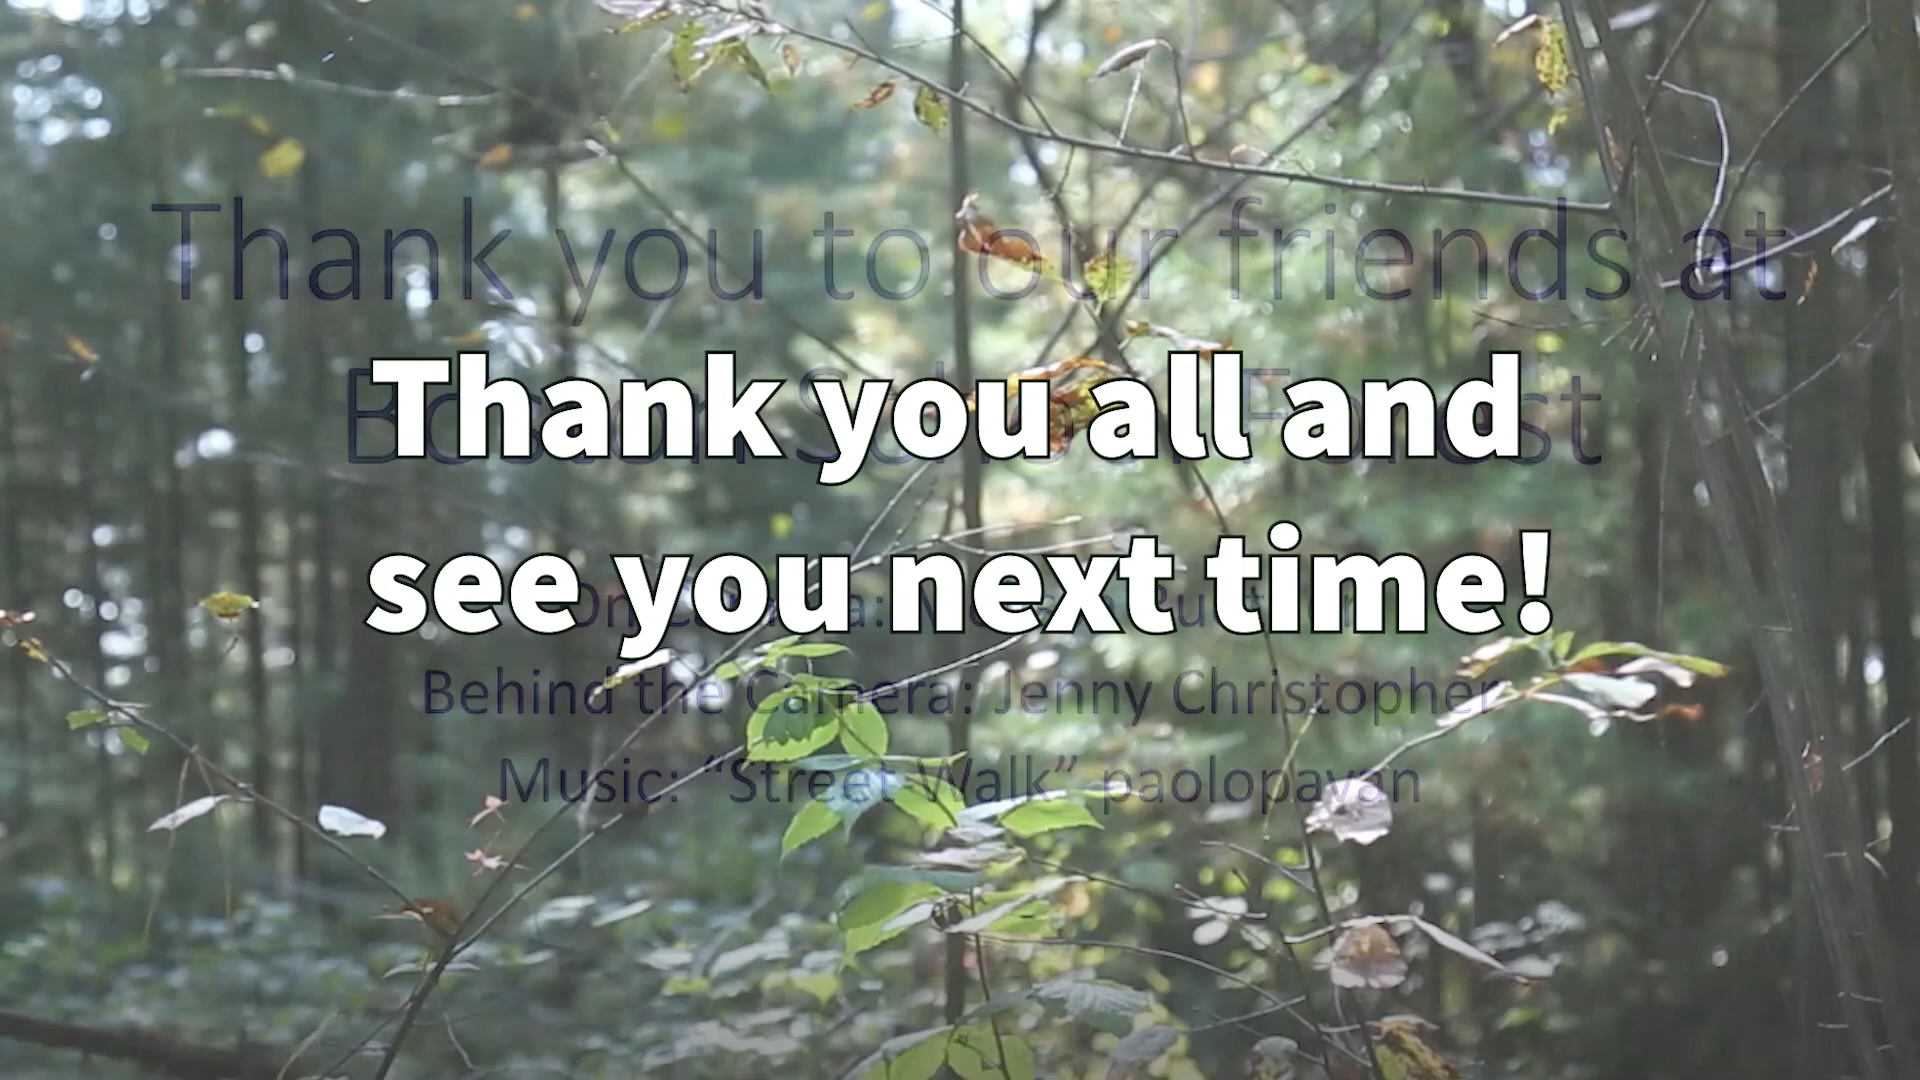 Thank you to our friends at
Thank you all and
see you next time!
Behind the Camera: Jenny Christopher
Music: “Street Walk” paolopavan